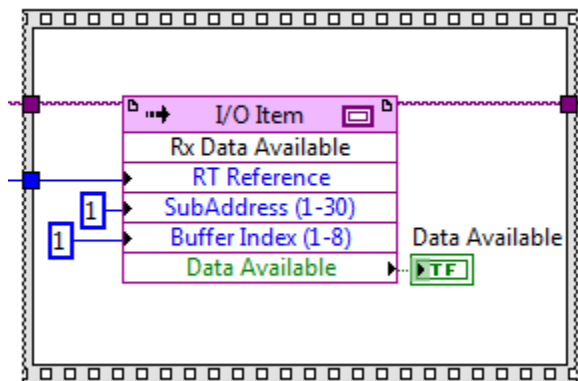 I/O Item
Rx Data Available
RT Reference
1 SubAddress (1-30)
1 Buffer Index (1-8)
Data Available
Data Available
TF